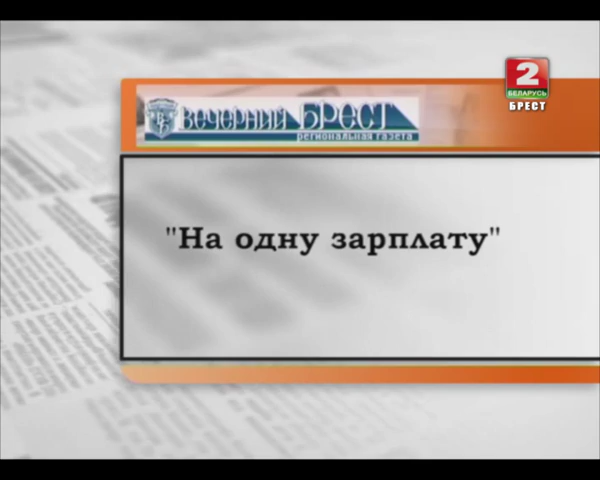 2
БЕЛАРУСЬ
БРЕСТ
ВЕЧЕРНИЙ БРЕСТ
региональная газета
"На одну зарплату"